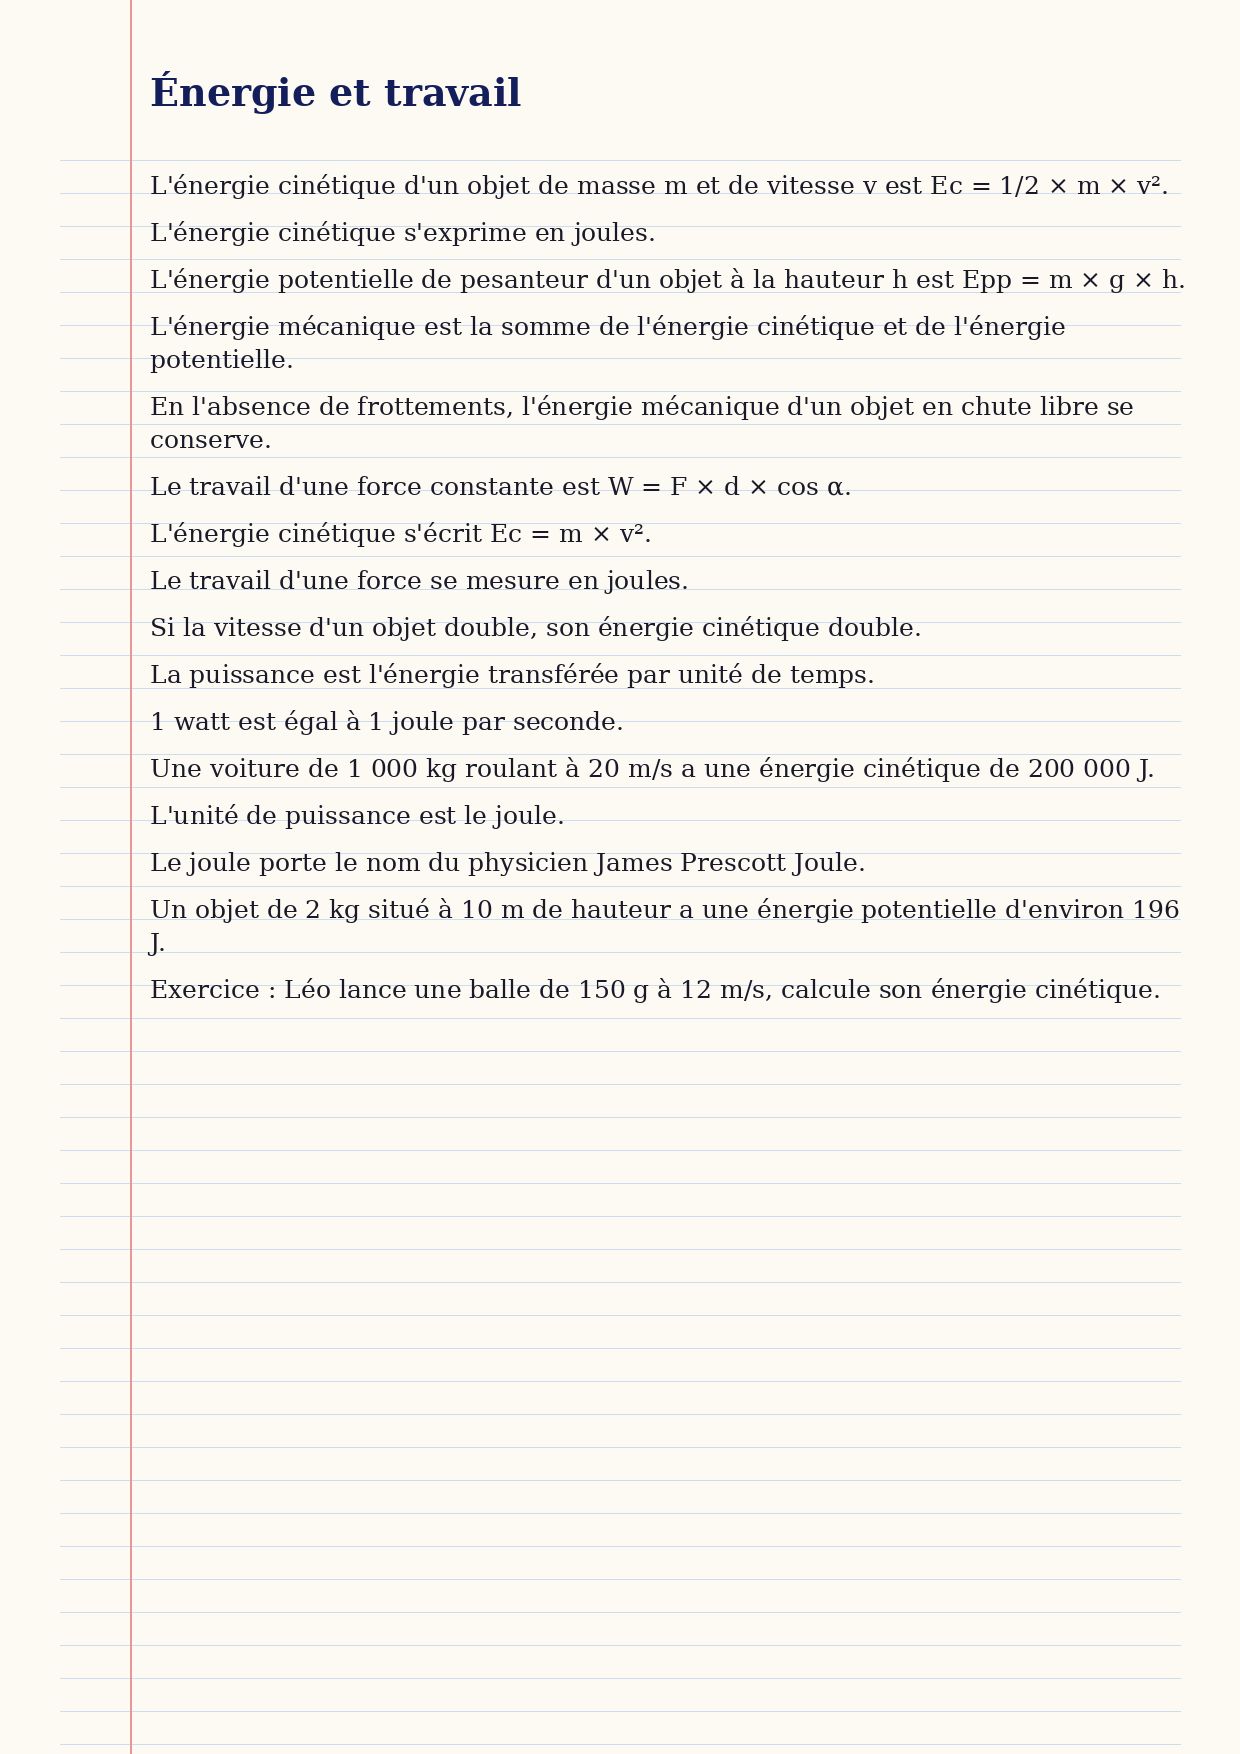 Énergie et travail
L'énergie cinétique d'un objet de masse m et de vitesse v est Ec = 1/2 × m × v².
L'énergie cinétique s'exprime en joules.
L'énergie potentielle de pesanteur d'un objet à la hauteur h est Epp = m × g × h.
L'énergie mécanique est la somme de l'énergie cinétique et de l'énergie
potentielle.
En l'absence de frottements, l'énergie mécanique d'un objet en chute libre se
conserve.
Le travail d'une force constante est W = F × d × cos α.
L'énergie cinétique s'écrit Ec = m × v².
Le travail d'une force se mesure en joules.
Si la vitesse d'un objet double, son énergie cinétique double.
La puissance est l'énergie transférée par unité de temps.
1 watt est égal à 1 joule par seconde.
Une voiture de 1 000 kg roulant à 20 m/s a une énergie cinétique de 200 000 J.
L'unité de puissance est le joule.
Le joule porte le nom du physicien James Prescott Joule.
Un objet de 2 kg situé à 10 m de hauteur a une énergie potentielle d'environ 196
J.
Exercice : Léo lance une balle de 150 g à 12 m/s, calcule son énergie cinétique.